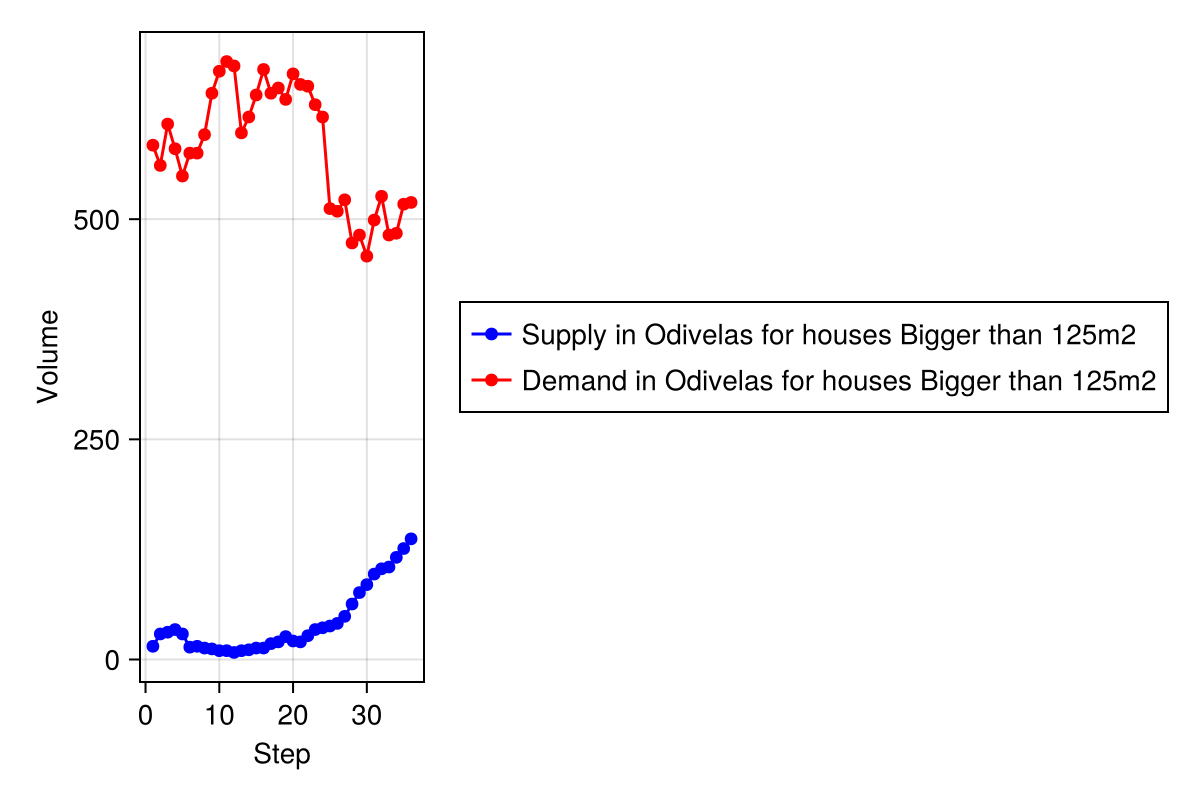 Volume
500
250
0
0 10 20 30
Step
Supply in Odivelas for houses Bigger than 125m2
Demand in Odivelas for houses Bigger than 125m2